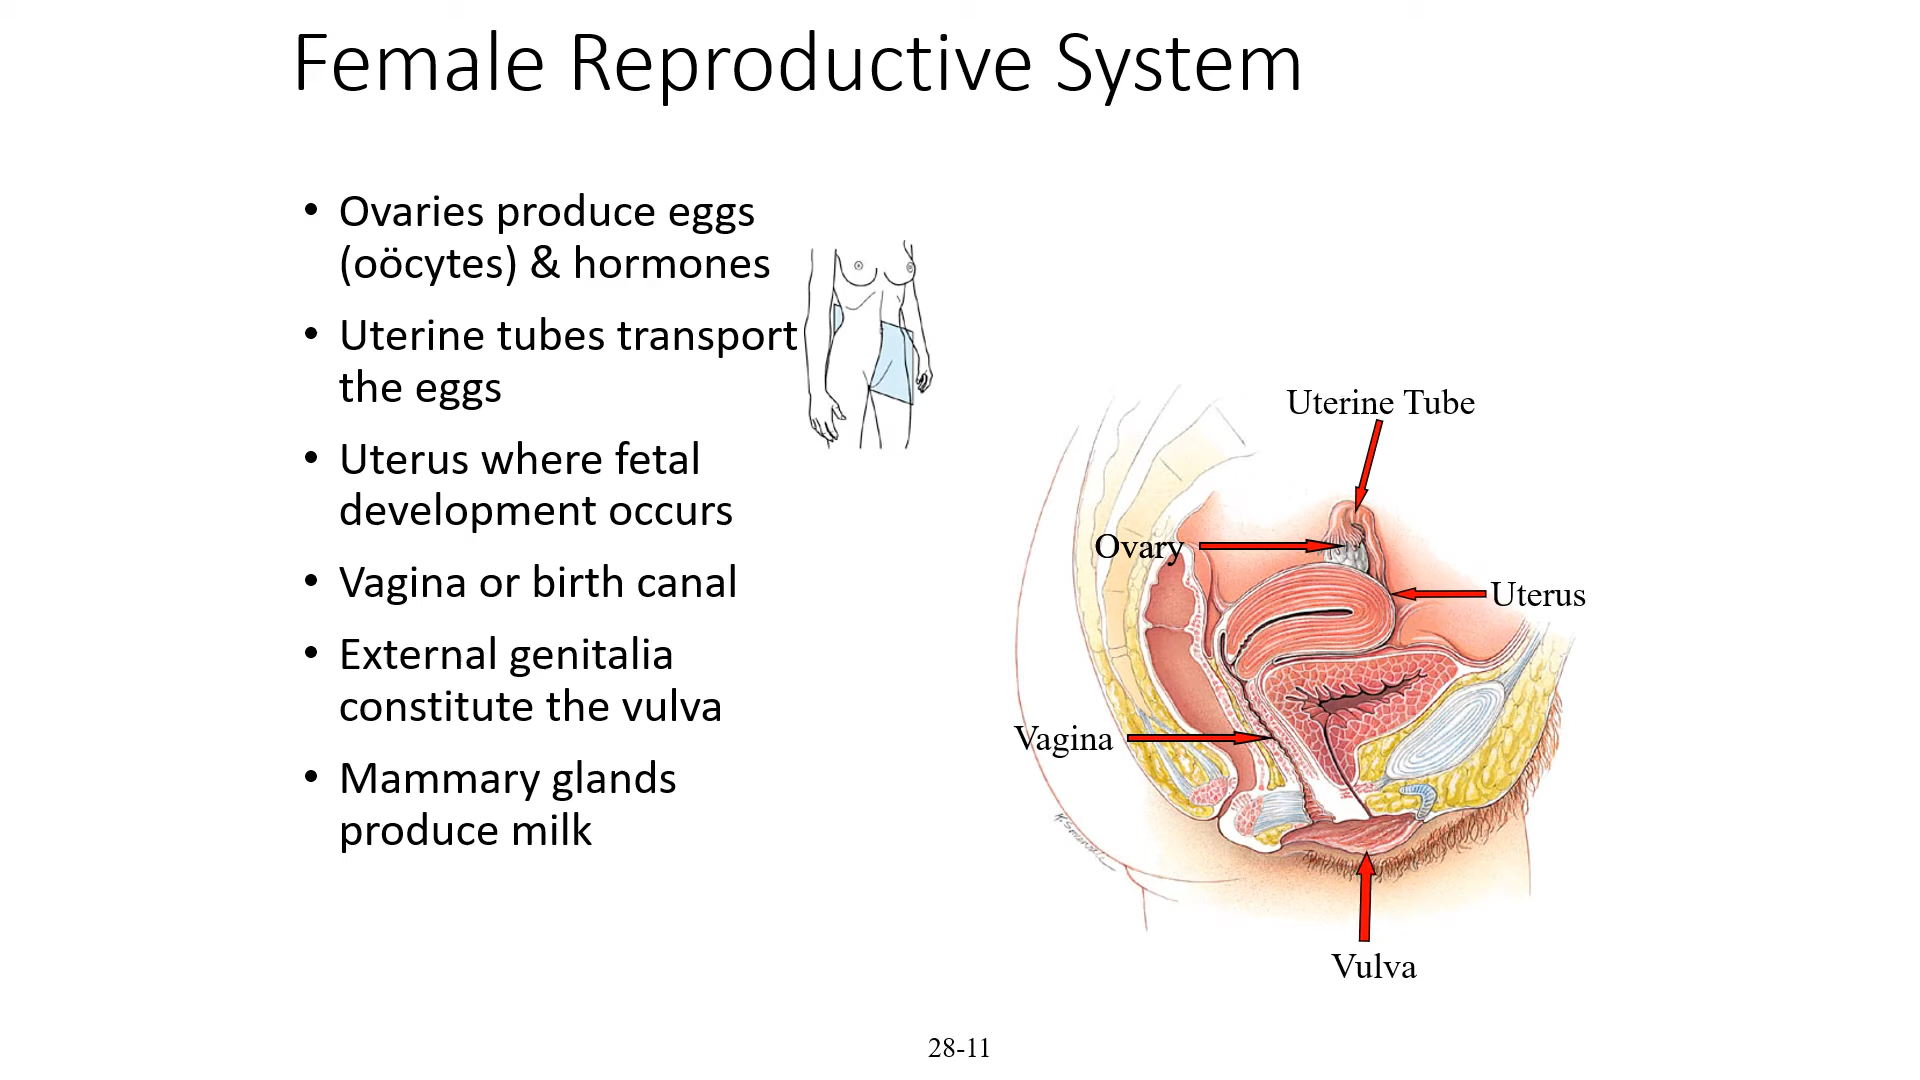 Female Reproductive System
• Ovaries produce eggs
(oöcytes) & hormones
• Uterine tubes transport
the eggs
• Uterus where fetal
development occurs
• Vagina or birth canal
• External genitalia
constitute the vulva
• Mammary glands
produce milk
Uterine Tube
Ovary
Uterus
Vagina
Vulva
28-11